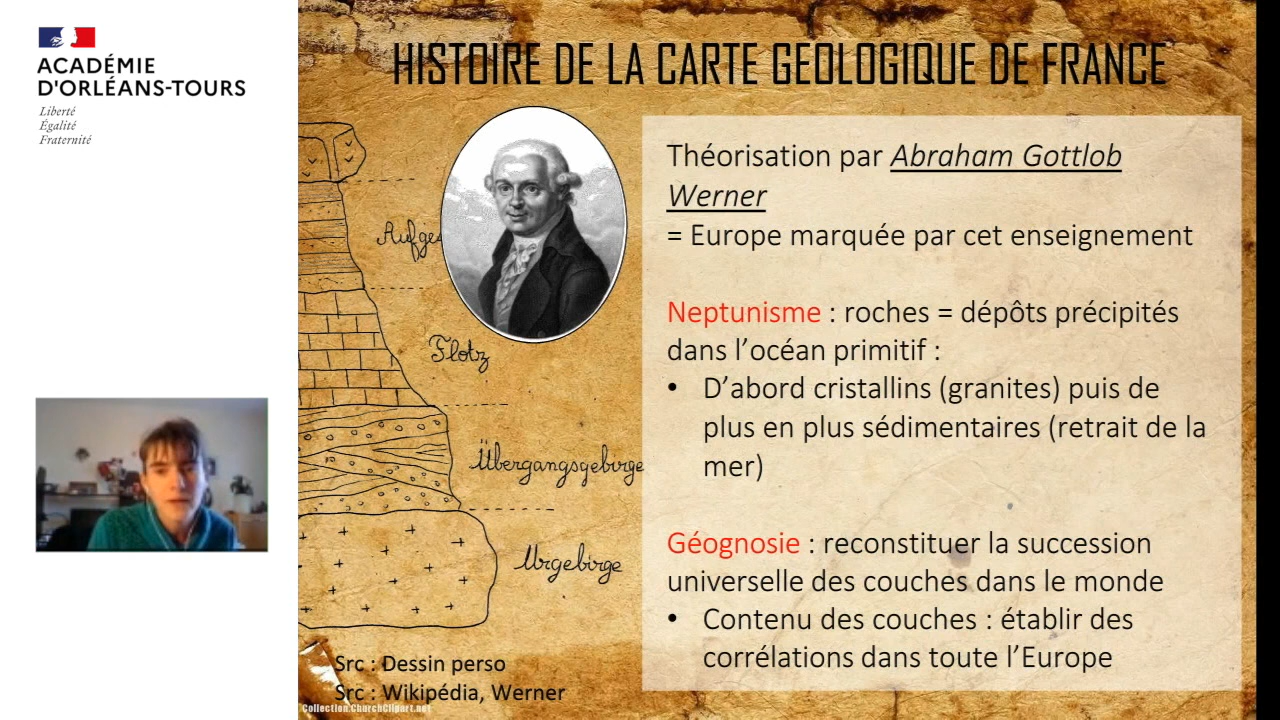 ACADÉMIE
D'ORLÉANS-TOURS
Liberté
Égalité
Fraternité
HISTOIRE DE LA CARTE GEOLOGIQUE DE FRANCE
Théorisation par Abraham Gottlob
Werner
= Europe marquée par cet enseignement
Neptunisme : roches = dépôts précipités
dans l'océan primitif :
• D'abord cristallins (granites) puis de
plus en plus sédimentaires (retrait de la
mer)
Géognosie : reconstituer la succession
universelle des couches dans le monde
• Contenu des couches : établir des
corrélations dans toute l'Europe
Flotz
Übergangsgebirge
Urgebirge
Src : Dessin perso
Src : Wikipédia, Werner
Collection ChurchClipart.net